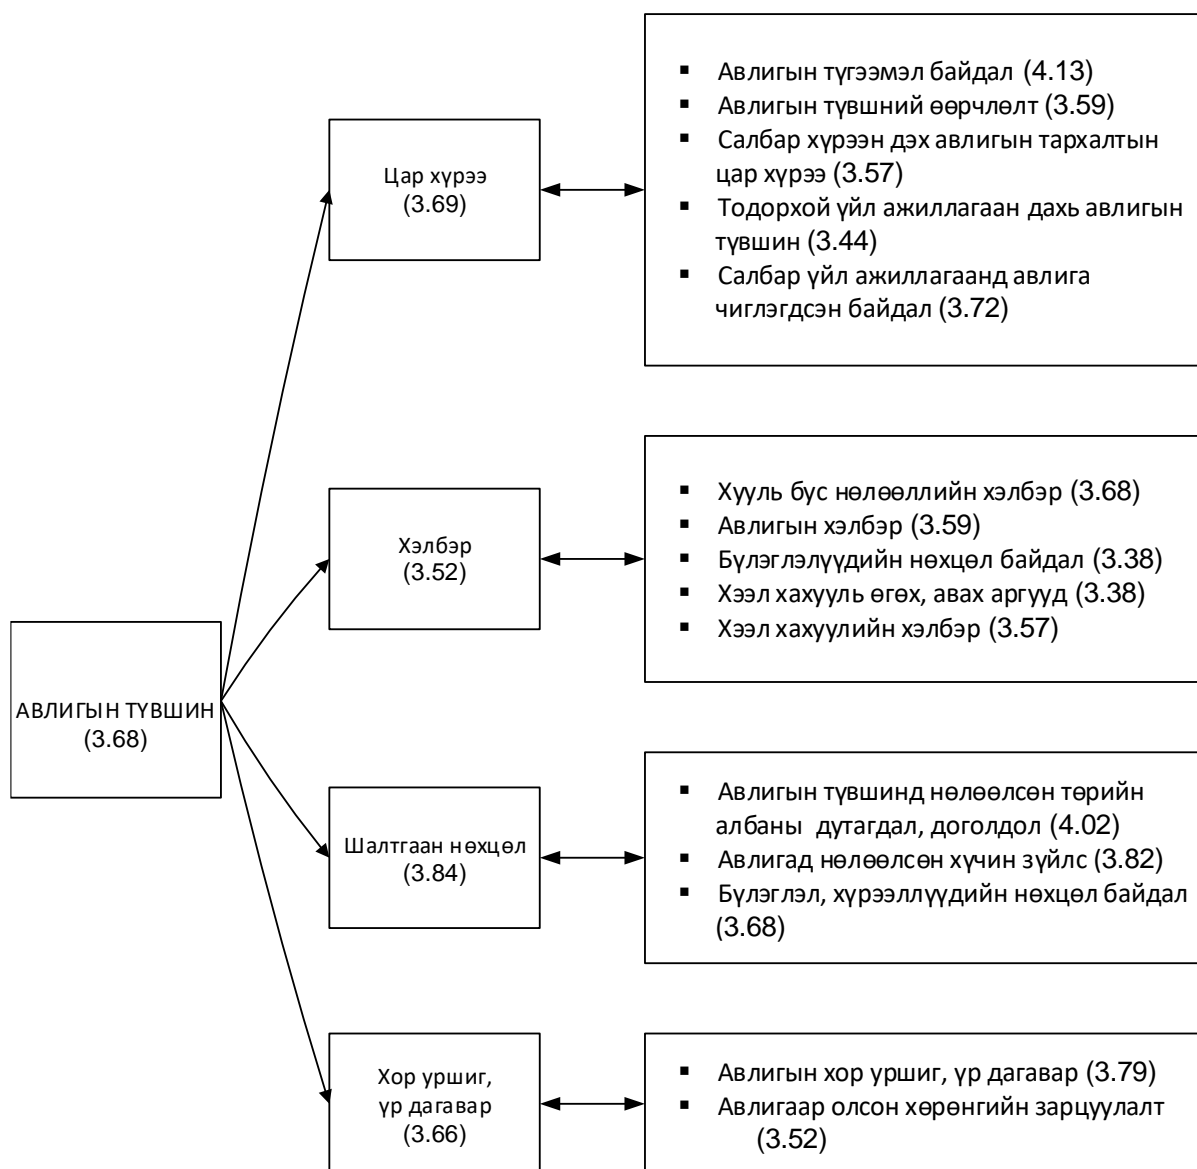 Авлигын түгээмэл байдал (4.13)
Авлигын түвшний өөрчлөлт (3.59)
Салбар хүрээн дэх авлигын тархалтын
цар хүрээ (3.57)
Тодорхой үйл ажиллагаан дахь авлигын
түвшин (3.44)
Салбар үйл ажиллагаанд авлига
чиглэгдсэн байдал (3.72)
Цар хүрээ
(3.69)
Хууль бус нөлөөллийн хэлбэр (3.68)
Авлигын хэлбэр (3.59)
Бүлэглэлүүдийн нөхцөл байдал (3.38)
Хээл хахууль өгөх, авах аргууд (3.38)
Хээл хахуулийн хэлбэр (3.57)
Хэлбэр
(3.52)
АВЛИГЫН ТҮВШИН
(3.68)
Авлигын түвшинд нөлөөлсөн төрийн
албаны дутагдал, доголдол (4.02)
Авлигад нөлөөлсөн хүчин зүйлс (3.82)
Бүлэглэл, хүрээллүүдийн нөхцөл байдал
(3.68)
Шалтгаан нөхцөл
(3.84)
Хор уршиг,
үр дагавар
(3.66)
Авлигын хор уршиг, үр дагавар (3.79)
Авлигаар олсон хөрөнгийн зарцуулалт
(3.52)